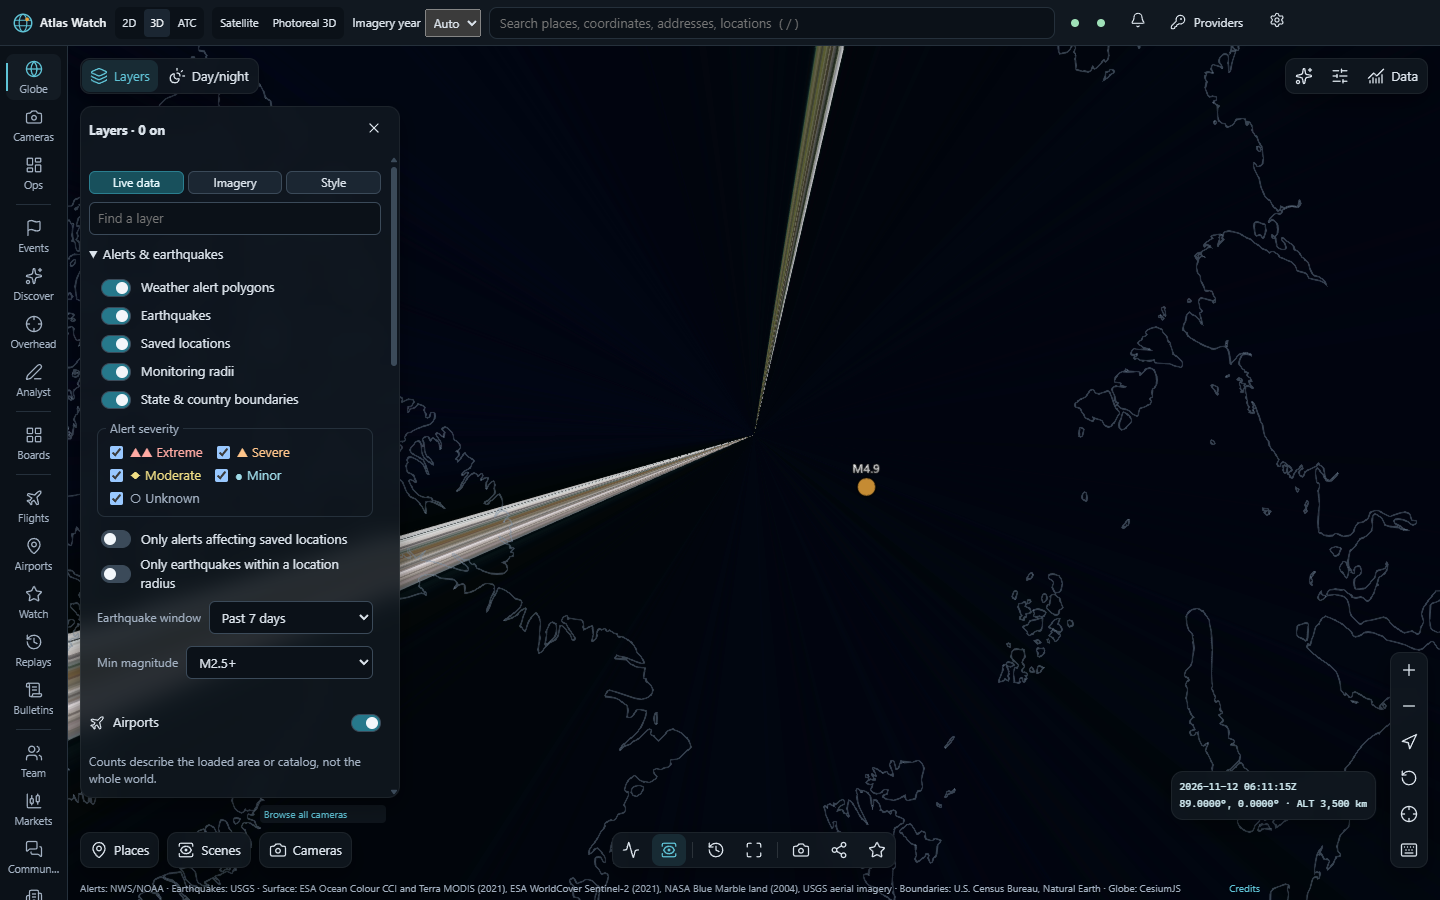 Atlas Watch
2D 3D ATC
Satellite Photoreal 3D Imagery year Auto
Search places, coordinates, addresses, locations ( / )
Providers
Globe
Cameras
Ops
Events
Discover
Overhead
Analyst
Boards
Flights
Airports
Watch
Replays
Bulletins
Team
Markets
Commun...
Layers Day/night
Data
Layers · 0 on
Live data Imagery Style
Find a layer
Alerts & earthquakes
Weather alert polygons
Earthquakes
Saved locations
Monitoring radii
State & country boundaries
Alert severity
Extreme Severe
Moderate Minor
Unknown
Only alerts affecting saved locations
Only earthquakes within a location
radius
Earthquake window Past 7 days
Min magnitude M2.5+
Airports
Counts describe the loaded area or catalog, not the
whole world.
Browse all cameras
Places Scenes Cameras
M4.9
2026-11-12 06:11:15Z
89.0000°, 0.0000° · ALT 3,500 km
Alerts: NWS/NOAA · Earthquakes: USGS · Surface: ESA Ocean Colour CCI and Terra MODIS (2021), ESA WorldCover Sentinel-2 (2021), NASA Blue Marble land (2004), USGS aerial imagery · Boundaries: U.S. Census Bureau, Natural Earth · Globe: CesiumJS
Credits